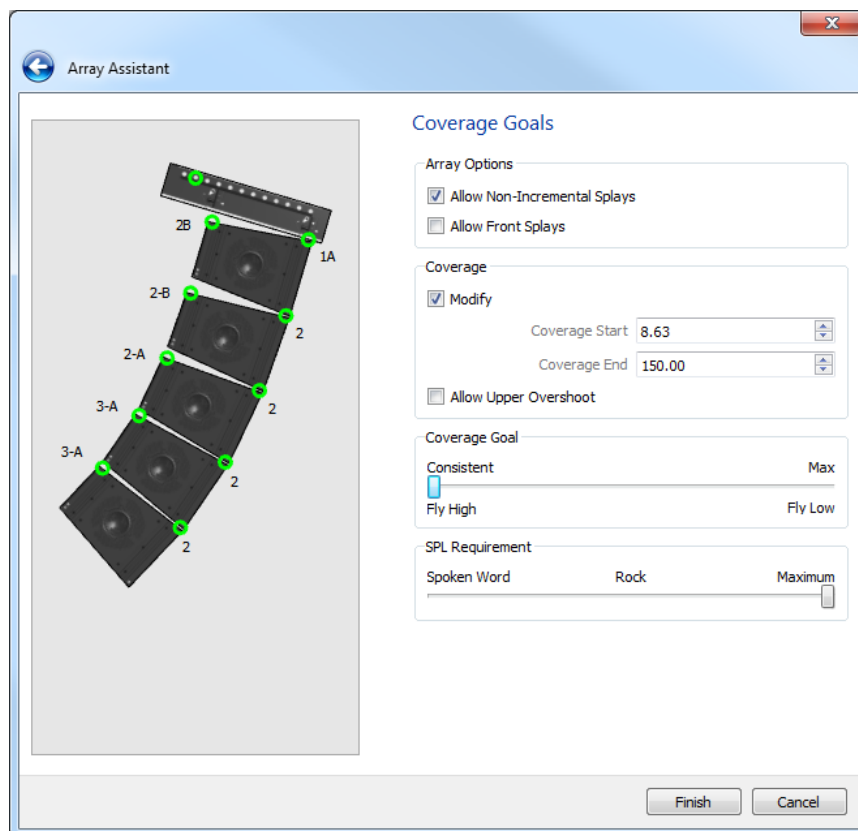 Array Assistant
Coverage Goals
Array Options
Allow Non-Incremental Splays
Allow Front Splays
Coverage
Modify
Coverage Start 8.63
Coverage End 150.00
Allow Upper Overshoot
Coverage Goal
Consistent Max
Fly High Fly Low
SPL Requirement
Spoken Word Rock Maximum
2B
1A
2-B
2
2-A
2
3-A
2
3-A
2
Finish Cancel